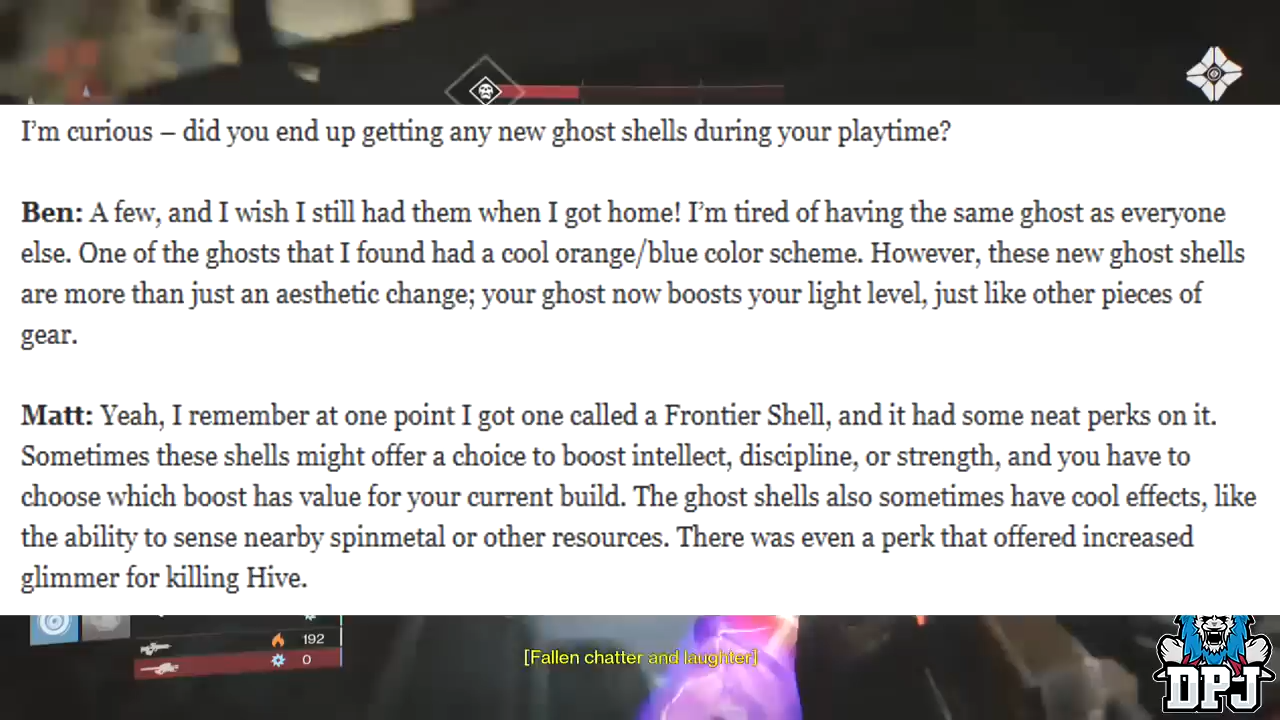 I’m curious – did you end up getting any new ghost shells during your playtime?
Ben: A few, and I wish I still had them when I got home! I’m tired of having the same ghost as everyone
else. One of the ghosts that I found had a cool orange/blue color scheme. However, these new ghost shells
are more than just an aesthetic change; your ghost now boosts your light level, just like other pieces of
gear.
Matt: Yeah, I remember at one point I got one called a Frontier Shell, and it had some neat perks on it.
Sometimes these shells might offer a choice to boost intellect, discipline, or strength, and you have to
choose which boost has value for your current build. The ghost shells also sometimes have cool effects, like
the ability to sense nearby spinmetal or other resources. There was even a perk that offered increased
glimmer for killing Hive.
192
0
[Fallen chatter and laughter]
DPJ